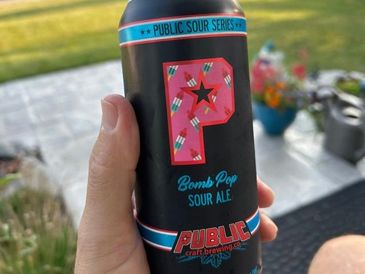 ★★ PUBLIC SOUR SERIES ★★
P
Bomb Pop
SOUR ALE
PUBLIC
craft.brewing.co